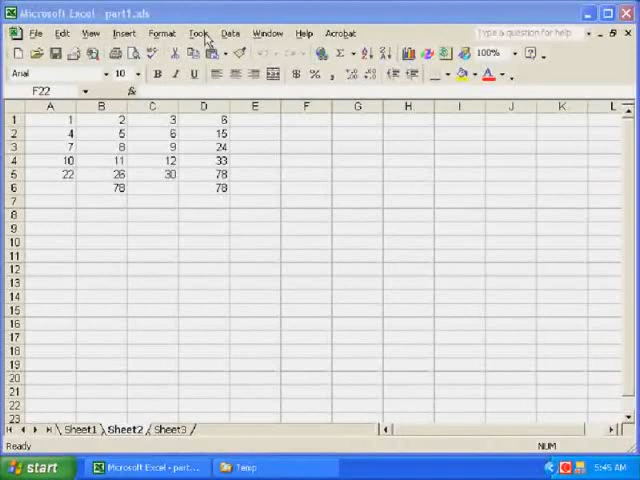 Microsoft Excel - part1.xls
File Edit View Insert Format Tools Data Window Help Acrobat Type a question for help
100%
Arial 10 B I U $ % ,
F22 fx
A B C D E F G H I J K L
1 1 2 3 6
2 4 5 6 15
3 7 8 9 24
4 10 11 12 33
5 22 26 30 78
6 78 78
7
8
9
10
11
12
13
14
15
16
17
18
19
20
21
22
23
Sheet1 Sheet2 Sheet3
Ready NUM
start Microsoft Excel - part... Temp 5:45 AM